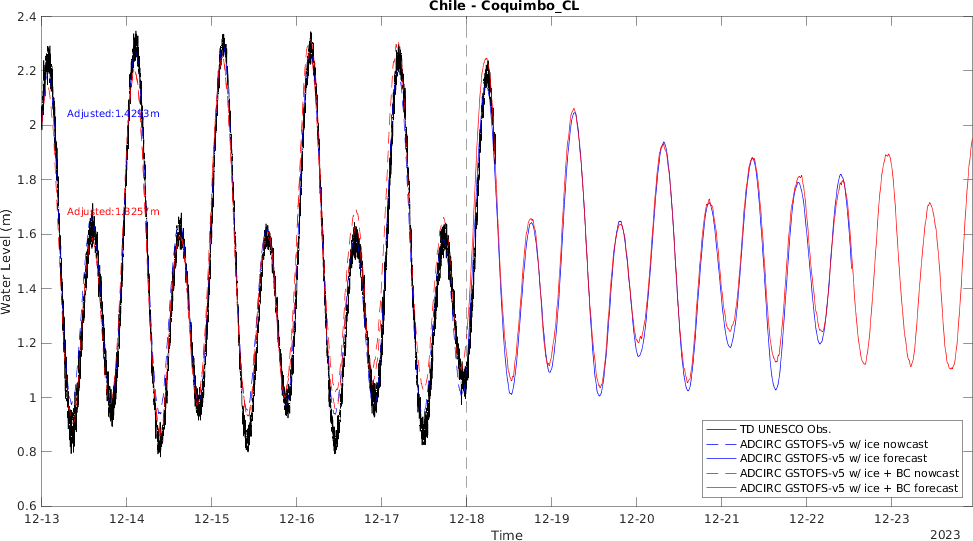 Chile - Coquimbo_CL
2.4
2.2
2
1.8
1.6
1.4
1.2
1
0.8
0.6
Water Level (m)
Adjusted:1.4293m
Adjusted:1.3257m
TD UNESCO Obs.
ADCIRC GSTOFS-v5 w/ ice nowcast
ADCIRC GSTOFS-v5 w/ ice forecast
ADCIRC GSTOFS-v5 w/ ice + BC nowcast
ADCIRC GSTOFS-v5 w/ ice + BC forecast
12-13 12-14 12-15 12-16 12-17 12-18 12-19 12-20 12-21 12-22 12-23
Time
2023